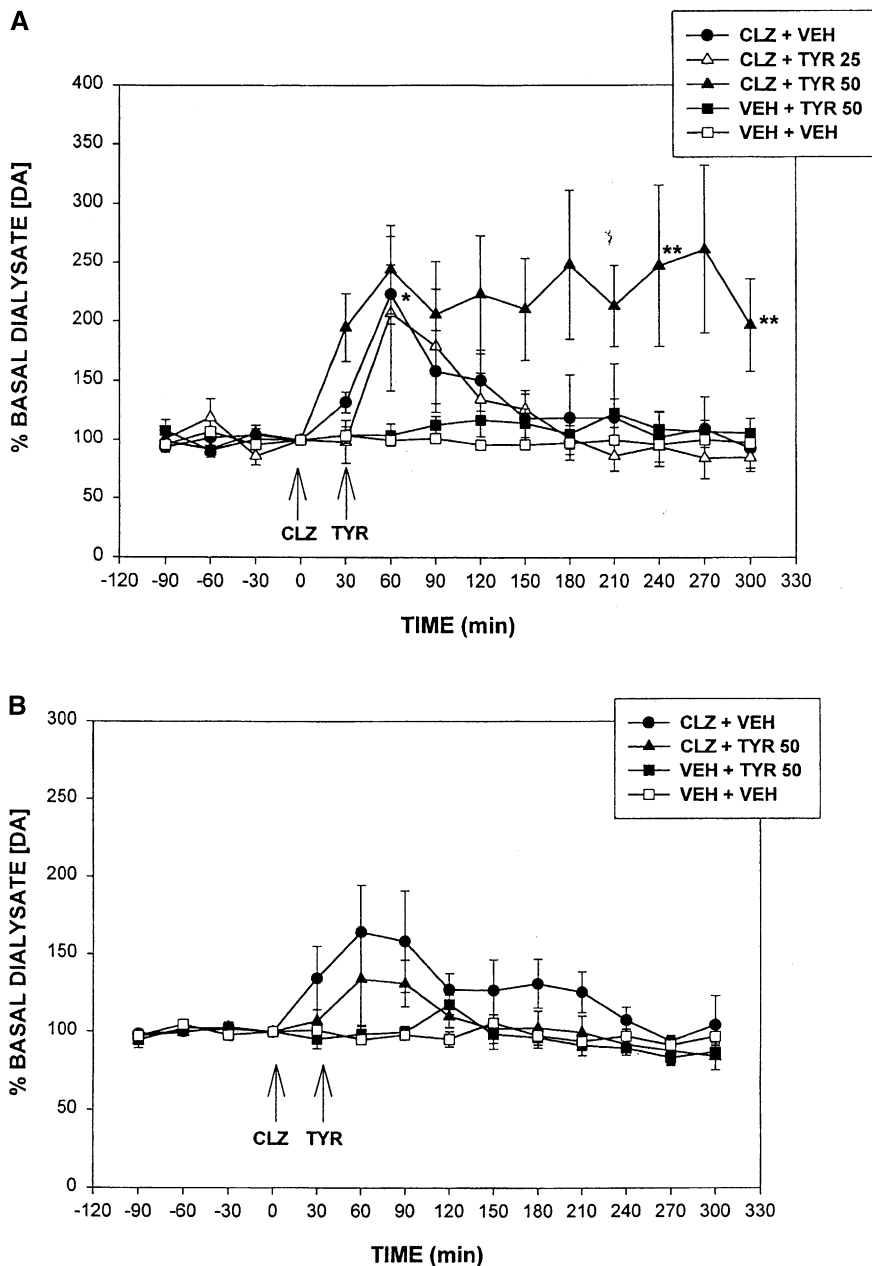 A
CLZ + VEH
CLZ + TYR 25
CLZ + TYR 50
VEH + TYR 50
VEH + VEH
% BASAL DIALYSATE [DA]
400
350
300
250
200
150
100
50
0
*
**
**
CLZ TYR
-120 -90 -60 -30 0 30 60 90 120 150 180 210 240 270 300 330
TIME (min)
B
CLZ + VEH
CLZ + TYR 50
VEH + TYR 50
VEH + VEH
% BASAL DIALYSATE [DA]
300
250
200
150
100
50
0
CLZ TYR
-120 -90 -60 -30 0 30 60 90 120 150 180 210 240 270 300 330
TIME (min)